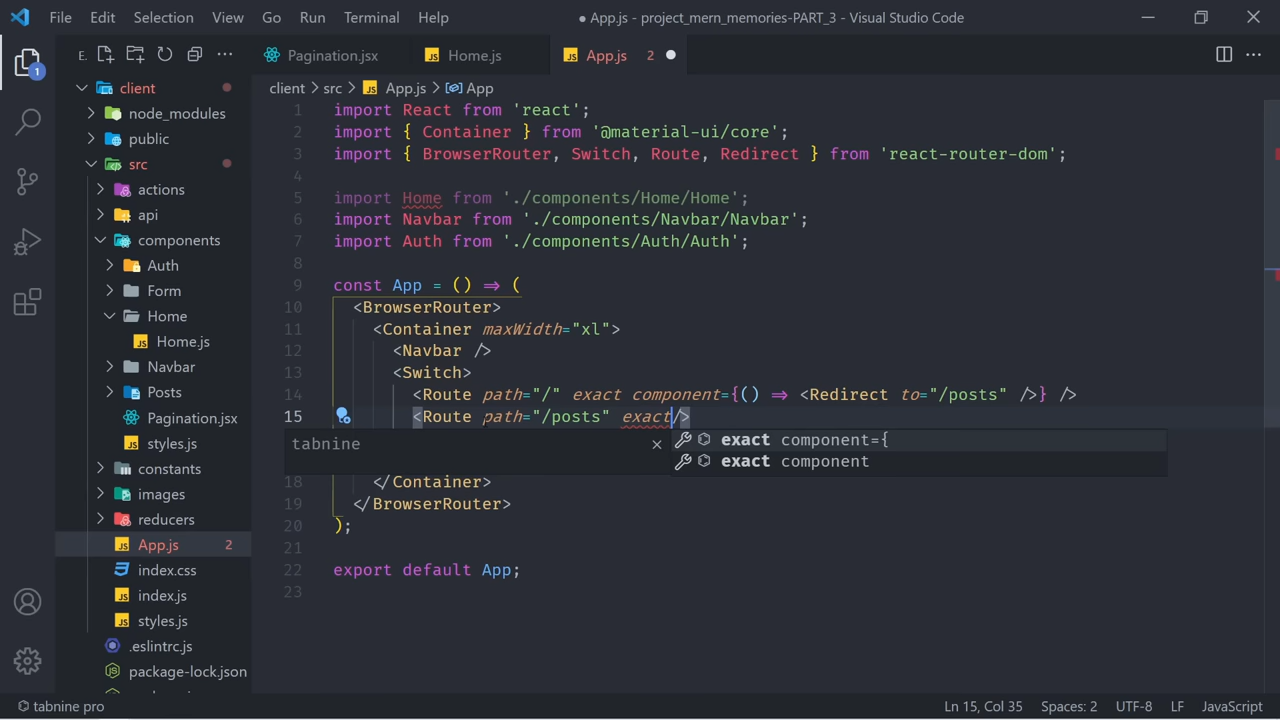 File Edit Selection View Go Run Terminal Help
● App.js - project_mern_memories-PART_3 - Visual Studio Code
E.
Pagination.jsx Home.js App.js 2
1
client > src > App.js > App
client
node_modules
public
src
actions
api
components
Auth
Form
Home
Home.js
Navbar
Posts
Pagination.jsx
styles.js
constants
images
reducers
App.js 2
index.css
index.js
styles.js
.eslintrc.js
package-lock.json
1 import React from 'react';
2 import { Container } from '@material-ui/core';
3 import { BrowserRouter, Switch, Route, Redirect } from 'react-router-dom';
4
5 import Home from './components/Home/Home';
6 import Navbar from './components/Navbar/Navbar';
7 import Auth from './components/Auth/Auth';
8
9 const App = () => (
10 <BrowserRouter>
11 <Container maxWidth="xl">
12 <Navbar />
13 <Switch>
14 <Route path="/" exact component={() => <Redirect to="/posts" />} />
15 <Route path="/posts" exact/>
tabnine
exact component={
exact component
18 </Container>
19 </BrowserRouter>
20 );
21
22 export default App;
23
tabnine pro
Ln 15, Col 35 Spaces: 2 UTF-8 LF JavaScript